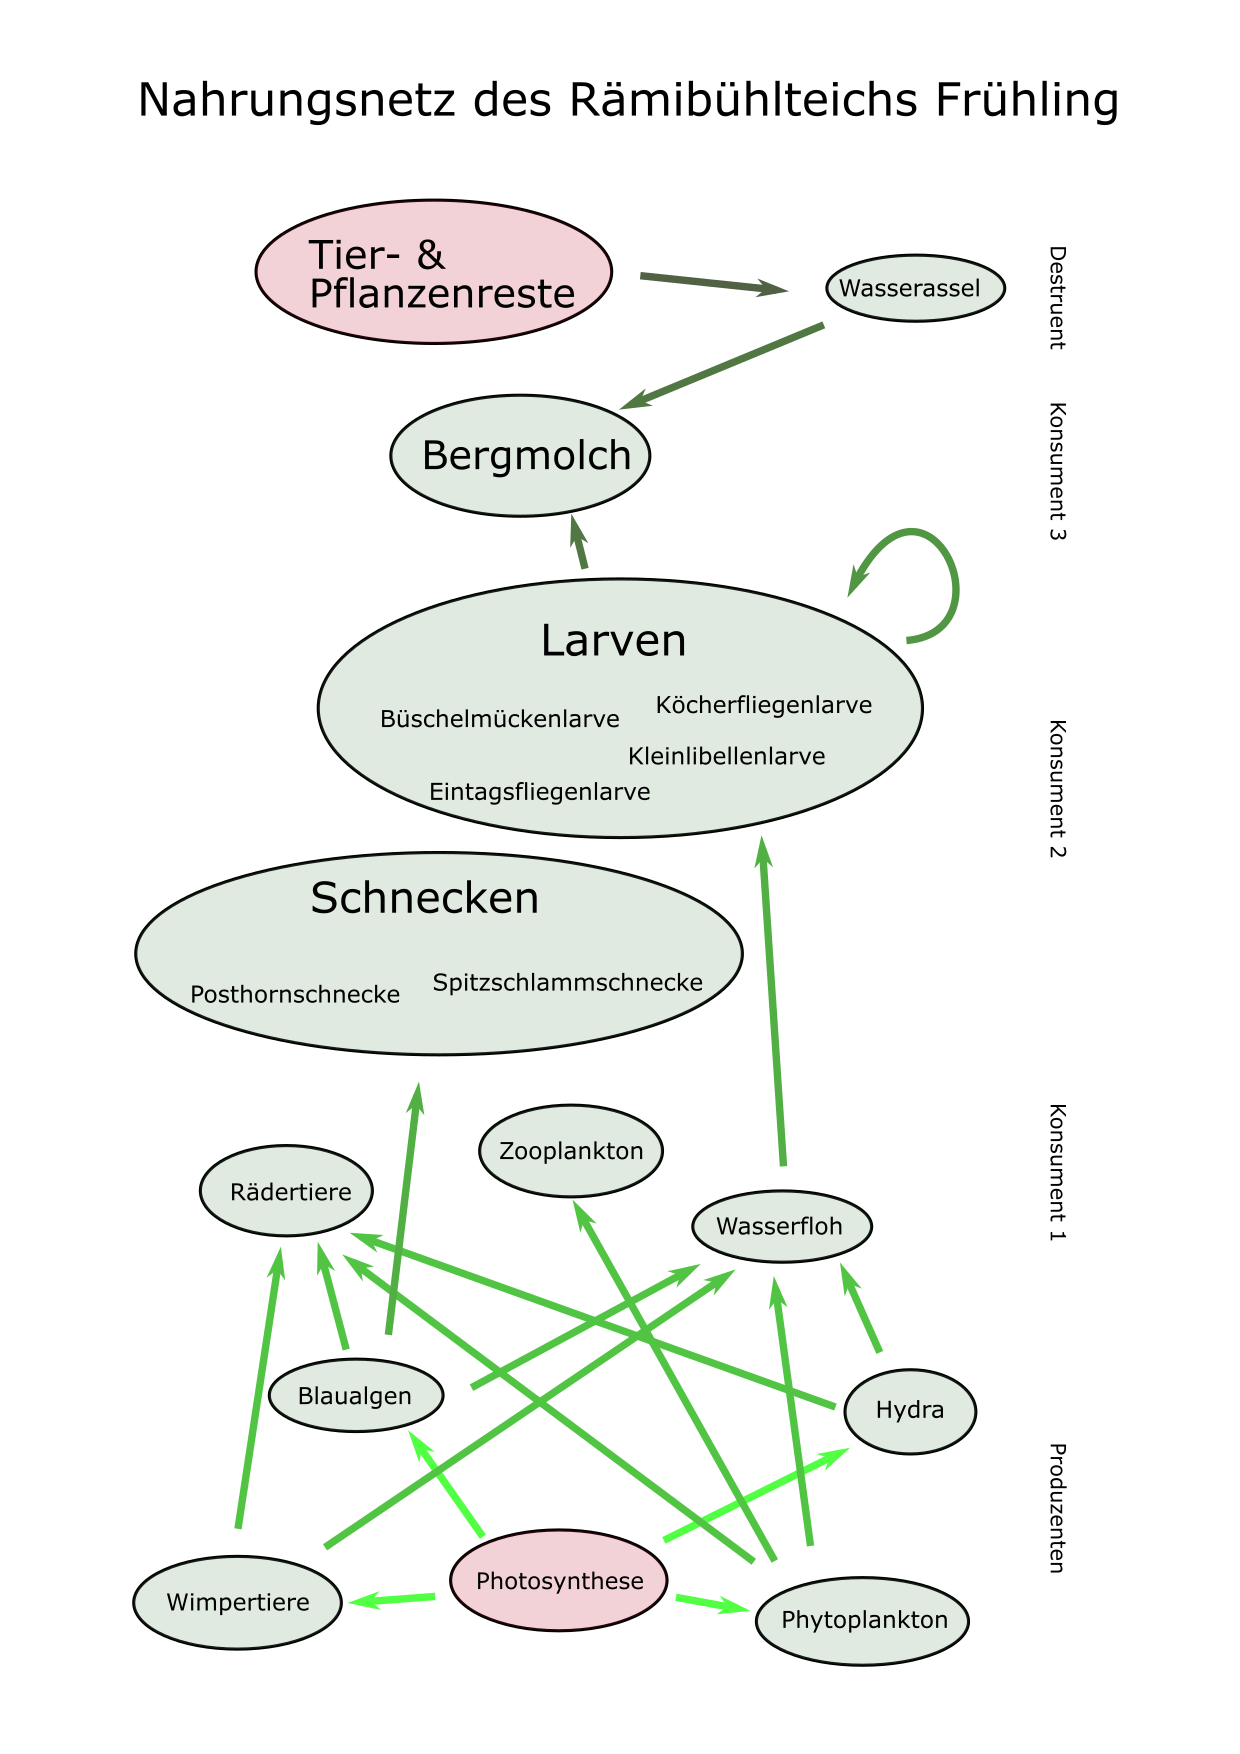 Nahrungsnetz des Rämibühlteichs Frühling
Tier- &
Pflanzenreste
Wasserassel
Destruent
Bergmolch
Konsument 3
Larven
Büschelmückenlarve
Köcherfliegenlarve
Kleinlibellenlarve
Eintagsfliegenlarve
Konsument 2
Schnecken
Posthornschnecke
Spitzschlammschnecke
Zooplankton
Rädertiere
Wasserfloh
Konsument 1
Blaualgen
Hydra
Photosynthese
Wimpertiere
Phytoplankton
Produzenten